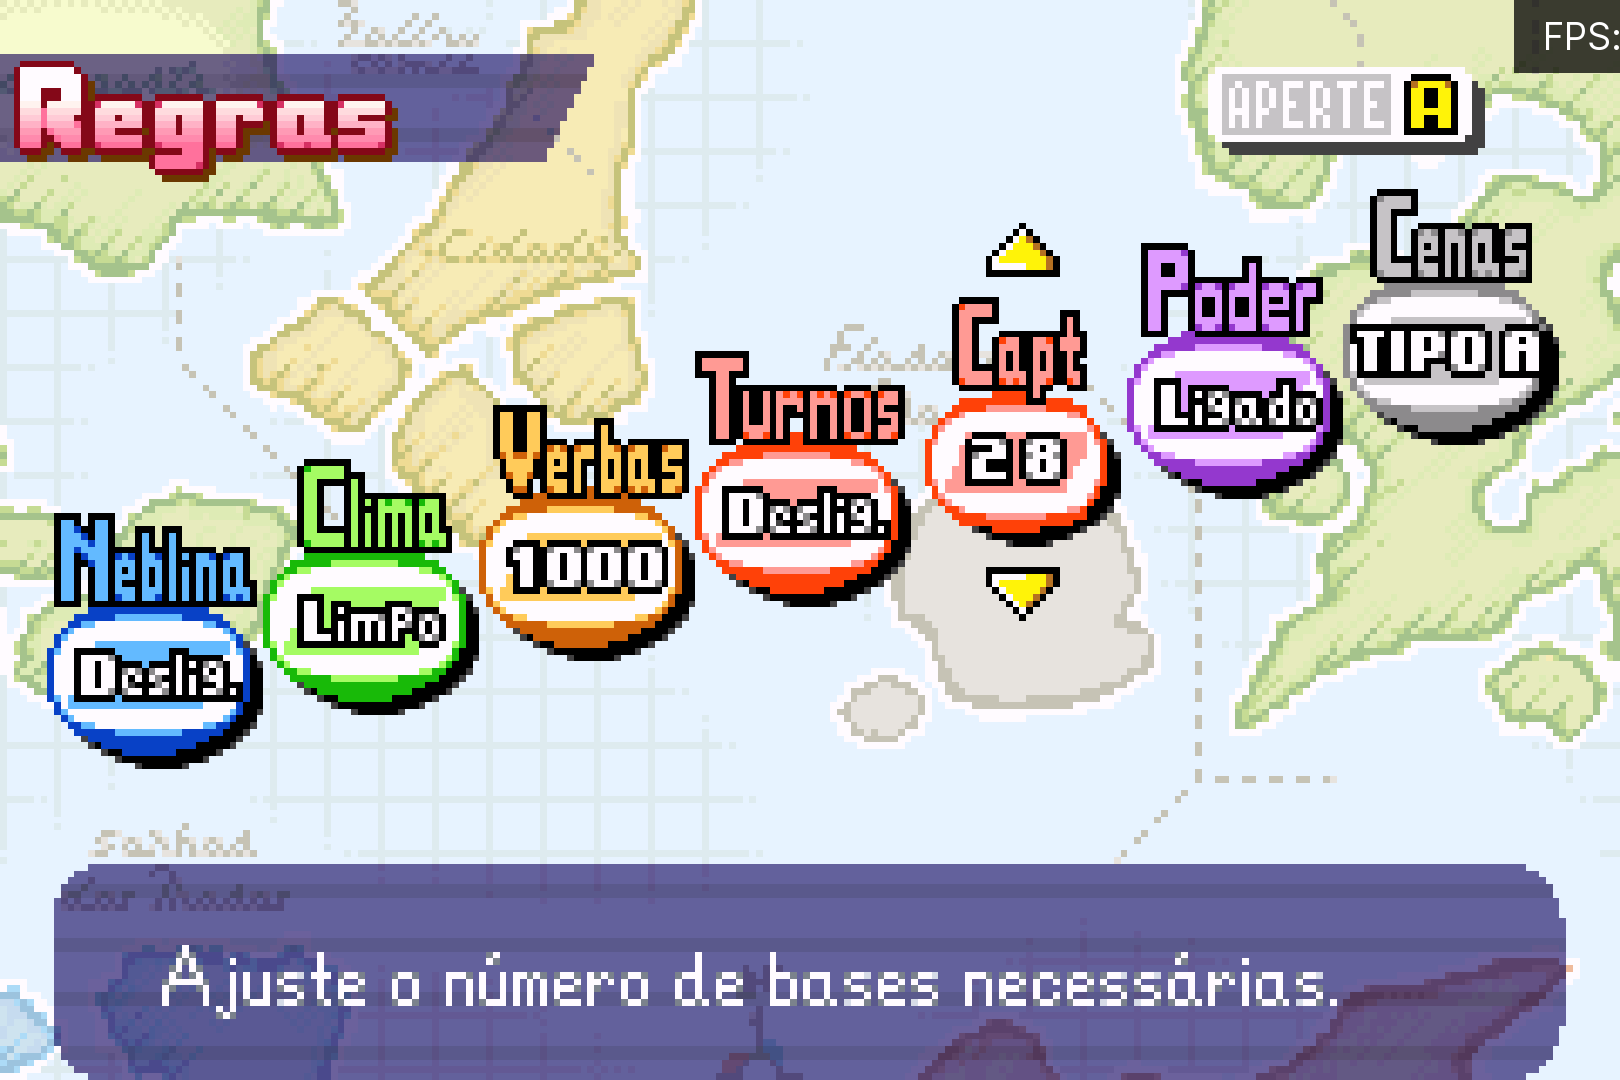 FPS:
Regras
APERTE A
Cenas
TIPO A
Poder
Ligado
Capt
28
Turnos
Deslig.
Verbas
1000
Clima
Limpo
Neblina
Deslig.
Ajuste o número de bases necessárias.